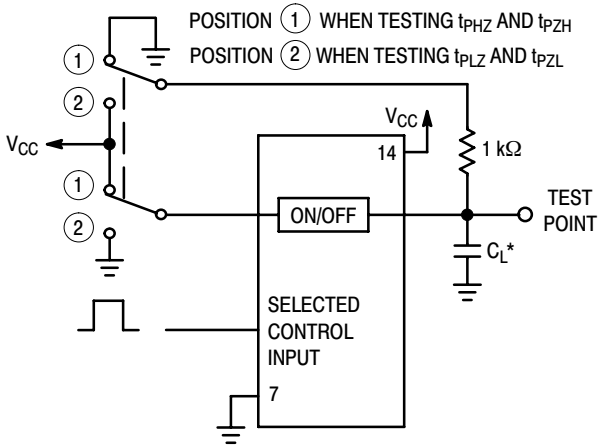 POSITION 1 WHEN TESTING tPHZ AND tPZH
POSITION 2 WHEN TESTING tPLZ AND tPZL
1
2
VCC
1
2
VCC
14
1 kΩ
ON/OFF
TEST
POINT
CL*
SELECTED
CONTROL
INPUT
7